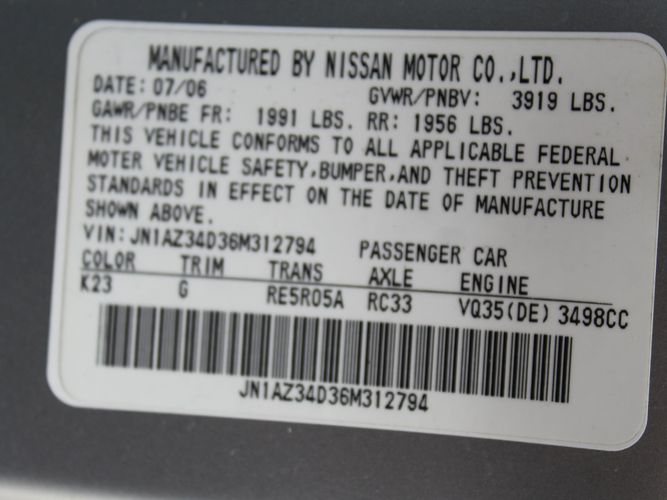 MANUFACTURED BY NISSAN MOTOR CO.,LTD.
DATE: 07/06 GVWR/PNBV: 3919 LBS.
GAWR/PNBE FR: 1991 LBS. RR: 1956 LBS.
THIS VEHICLE CONFORMS TO ALL APPLICABLE FEDERAL
MOTER VEHICLE SAFETY,BUMPER,AND THEFT PREVENTION
STANDARDS IN EFFECT ON THE DATE OF MANUFACTURE
SHOWN ABOVE.
VIN: JN1AZ34D36M312794 PASSENGER CAR
COLOR TRIM TRANS AXLE ENGINE
K23 G RE5R05A RC33 VQ35(DE) 3498CC
JN1AZ34D36M312794